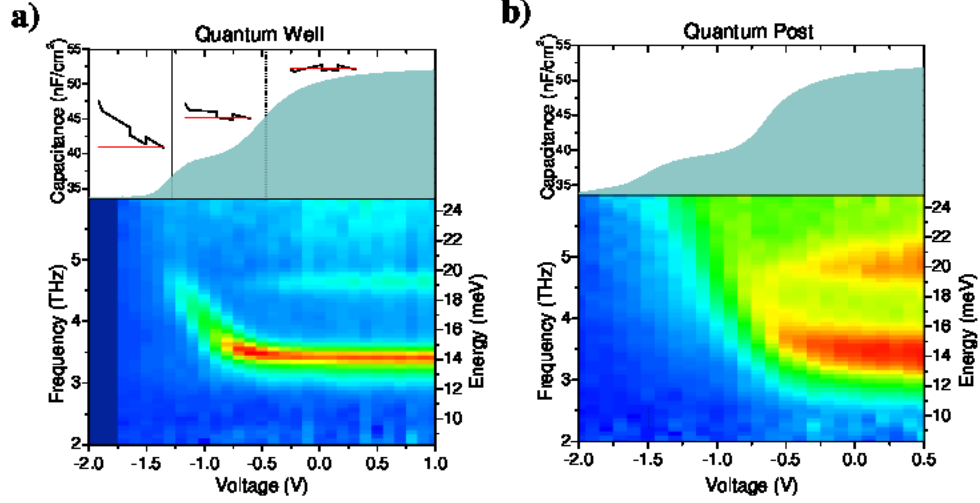 a)
Quantum Well
Capacitance (nF/cm²)
55
50
45
40
35
Frequency (THz)
5
4
3
2
24
22
20
18
16
14
12
10
Energy (meV)
-2.0 -1.5 -1.0 -0.5 0.0 0.5 1.0
Voltage (V)
b)
Quantum Post
Capacitance (nF/cm²)
55
50
45
40
35
Frequency (THz)
5
4
3
2
24
22
20
18
16
14
12
10
Energy (meV)
-2.0 -1.5 -1.0 -0.5 0.0 0.5
Voltage (V)